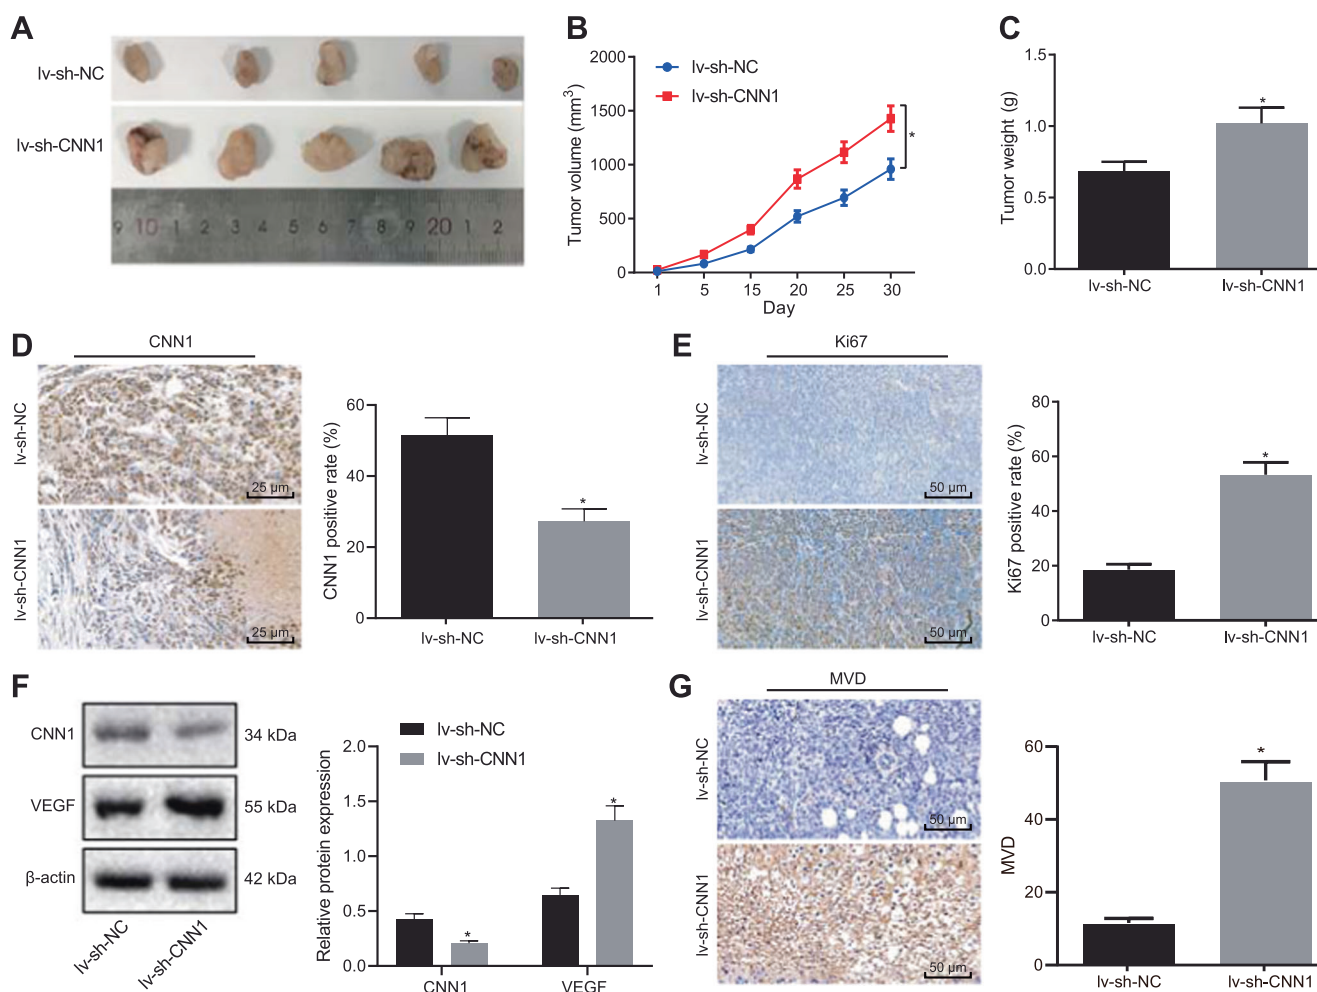 A
lv-sh-NC
lv-sh-CNN1
9 10 1 2 3 4 5 6 7 8 9 20 1 2
B
Tumor volume (mm³)
2000
1500
1000
500
0
lv-sh-NC
lv-sh-CNN1
*
1 5 15 20 25 30
Day
C
Tumor weight (g)
1.5
1.0
0.5
0.0
*
lv-sh-NC lv-sh-CNN1
D
CNN1
lv-sh-NC
25 µm
lv-sh-CNN1
25 µm
CNN1 positive rate (%)
60
40
20
0
*
lv-sh-NC lv-sh-CNN1
E
Ki67
lv-sh-NC
50 µm
lv-sh-CNN1
50 µm
Ki67 positive rate (%)
80
60
40
20
0
*
lv-sh-NC lv-sh-CNN1
F
CNN1 34 kDa
VEGF 55 kDa
β-actin 42 kDa
lv-sh-NC lv-sh-CNN1
lv-sh-NC
lv-sh-CNN1
Relative protein expression
2.0
1.5
1.0
0.5
0.0
*
*
CNN1 VEGF
G
MVD
lv-sh-NC
50 µm
lv-sh-CNN1
50 µm
MVD
60
40
20
0
*
lv-sh-NC lv-sh-CNN1